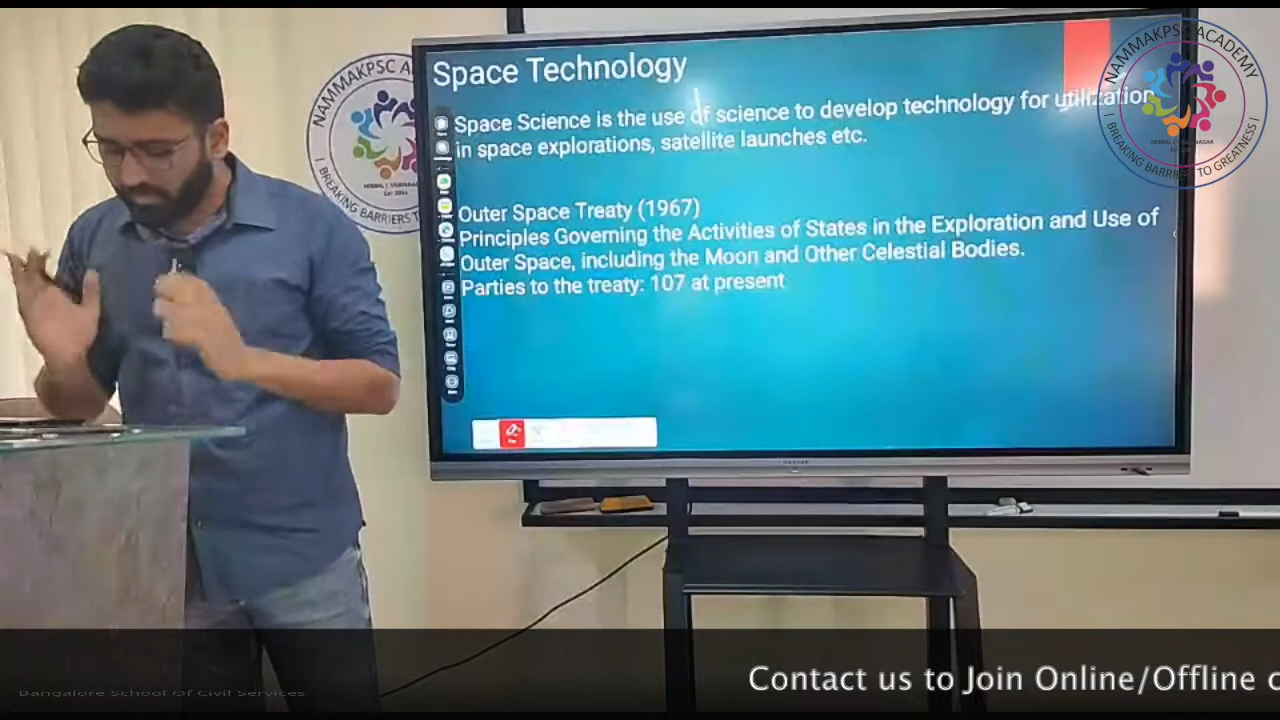 Space Technology
Space Science is the use of science to develop technology for utilization
in space explorations, satellite launches etc.
Outer Space Treaty (1967)
Principles Governing the Activities of States in the Exploration and Use of
Outer Space, including the Moon and Other Celestial Bodies.
Parties to the treaty: 107 at present
NAMMAKPSC A
| BREAKING BARRIERS T
NAMMAKPSC ACADEMY
| BREAKING BARRIERS TO GREATNESS |
Contact us to Join Online/Offline c
Bangalore School Of Civil Services